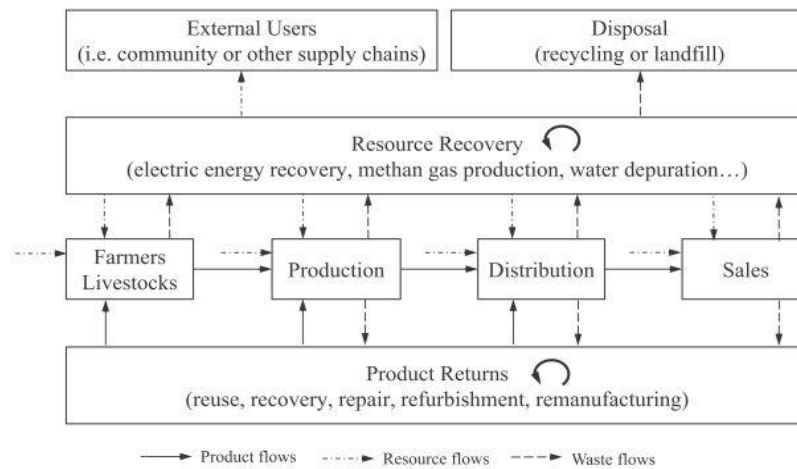 External Users
(i.e. community or other supply chains)
Disposal
(recycling or landfill)
Resource Recovery
(electric energy recovery, methan gas production, water depuration…)
Farmers
Livestocks
Production
Distribution
Sales
Product Returns
(reuse, recovery, repair, refurbishment, remanufacturing)
Product flows
Resource flows
Waste flows